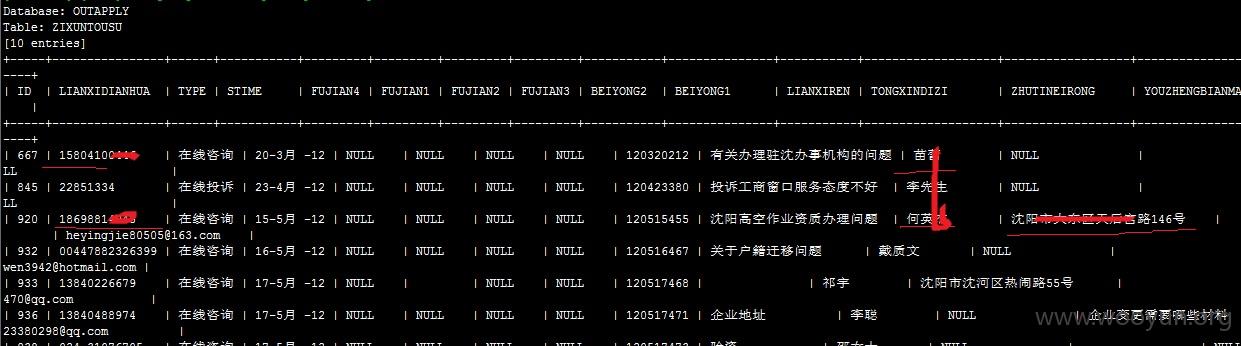 Database: OUTAPPLY
Table: ZIXUNTOUSU
[10 entries]
| ID | LIANXIDIANHUA | TYPE | STIME | FUJIAN4 | FUJIAN1 | FUJIAN2 | FUJIAN3 | BEIYONG2 | BEIYONG1 | LIANXIREN | TONGXINDIZI | ZHUTINEIRONG | YOUZHENGBIANMA
| 667 | 15804100 | 在线咨询 | 20-3月 -12 | NULL | NULL | NULL | NULL | 120320212 | 有关办理驻沈办事机构的问题 | 苗 | NULL |
LL |
| 845 | 22851334 | 在线投诉 | 23-4月 -12 | NULL | NULL | NULL | NULL | 120423380 | 投诉工商窗口服务态度不好 | 李先生 | NULL |
LL |
| 920 | 1869881 | 在线咨询 | 15-5月 -12 | NULL | NULL | NULL | NULL | 120515455 | 沈阳高空作业资质办理问题 | 何英 | 沈阳 路146号 |
| heyingjie80505@163.com |
| 932 | 00447882326399 | 在线咨询 | 16-5月 -12 | NULL | NULL | NULL | NULL | 120516467 | 关于户籍迁移问题 | 戴质文 | NULL |
wen3942@hotmail.com |
| 933 | 13840226679 | 在线咨询 | 17-5月 -12 | NULL | NULL | NULL | NULL | 120517468 | | 祁宇 | 沈阳市沈河区热闹路55号
470@qq.com |
| 936 | 13840488974 | 在线咨询 | 17-5月 -12 | NULL | NULL | NULL | NULL | 120517471 | 企业地址 | 李聪 | NULL | 企业变更需要哪些材料
23380298@qq.com |
www.wooyun.org